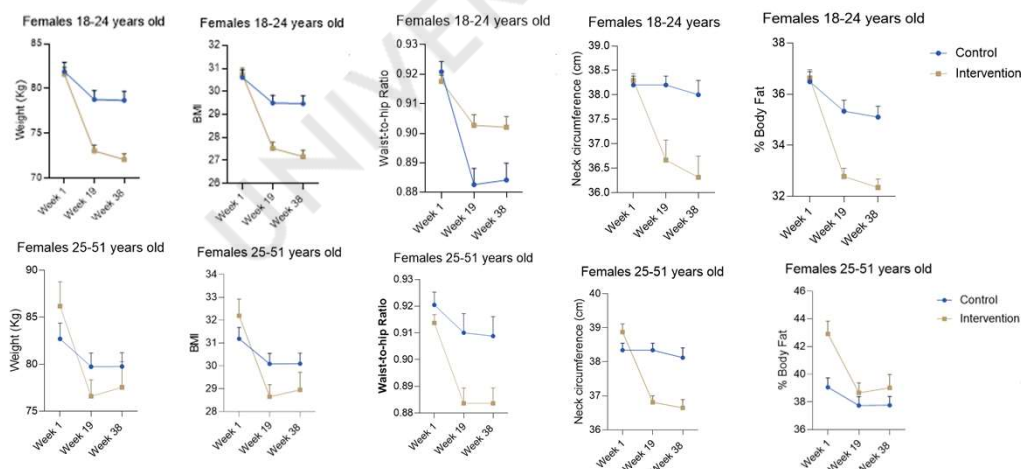 Females 18-24 years old
Weight (Kg)
85
80
75
70
Week 1
Week 19
Week 38
Females 18-24 years old
BMI
32
31
30
29
28
27
26
Week 1
Week 19
Week 38
Females 18-24 years old
Waist-to-hip Ratio
0.93
0.92
0.91
0.90
0.89
0.88
Week 1
Week 19
Week 38
Females 18-24 years
Neck circumference (cm)
39.0
38.5
38.0
37.5
37.0
36.5
36.0
Week 1
Week 19
Week 38
Females 18-24 years old
% Body Fat
38
36
34
32
Week 1
Week 19
Week 38
Control
Intervention
Females 25-51 years old
Weight (Kg)
90
85
80
75
Week 1
Week 19
Week 38
Females 25-51 years old
BMI
34
33
32
31
30
29
28
Week 1
Week 19
Week 38
Females 25-51 years old
Waist-to-hip Ratio
0.93
0.92
0.91
0.90
0.89
0.88
Week 1
Week 19
Week 38
Females 25-51 years old
Neck circumference (cm)
40
39
38
37
36
Week 1
Week 19
Week 38
Females 25-51 years old
% Body Fat
46
44
42
40
38
36
Week 1
Week 19
Week 38
Control
Intervention
UNIVER